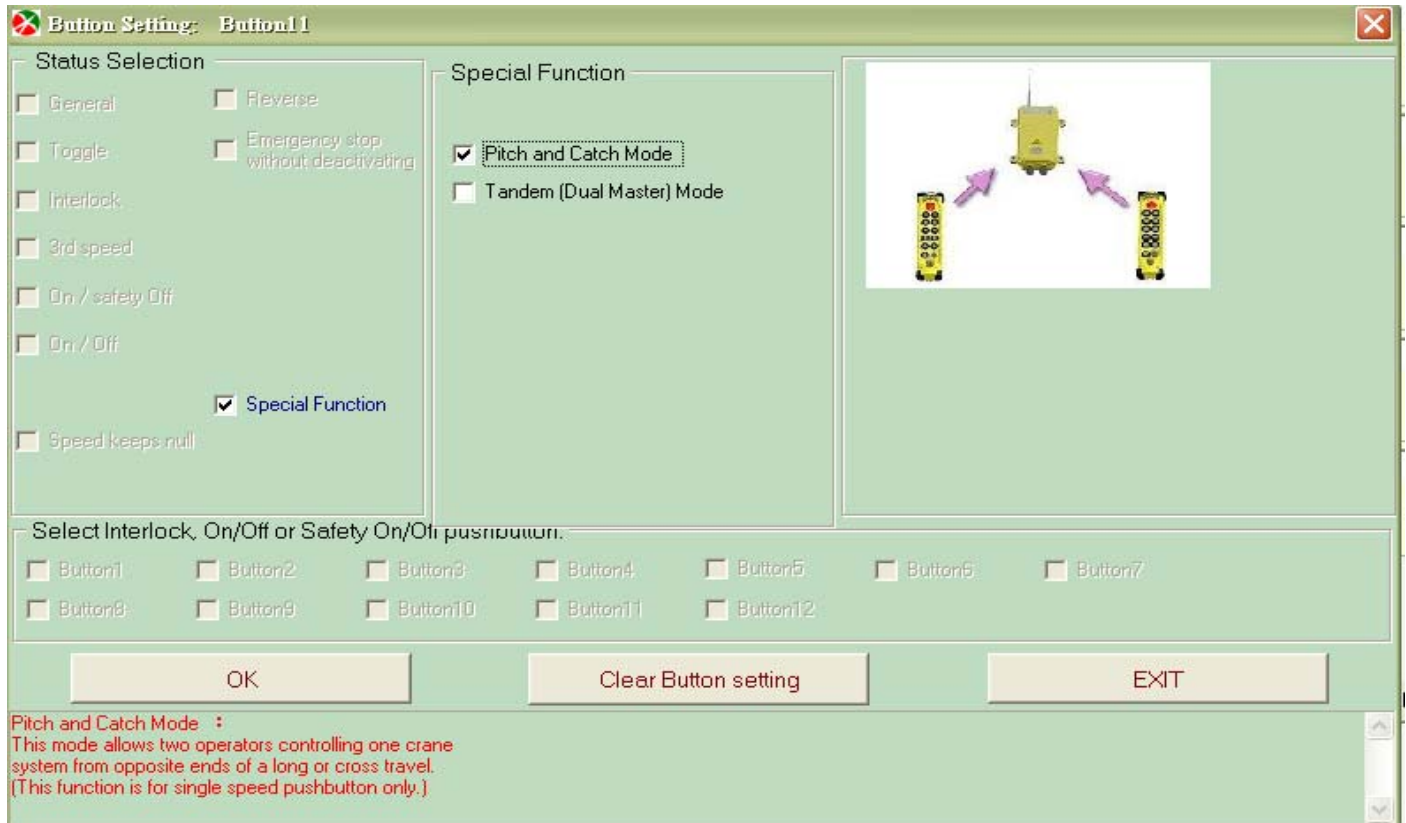 Button Setting: Button11
Status Selection
General
Reverse
Toggle
Emergency stop
without deactivating
Interlock
3rd speed
On / safety Off
On / Off
Special Function
Speed keeps null
Special Function
Pitch and Catch Mode
Tandem (Dual Master) Mode
Select Interlock, On/Off or Safety On/Off pushbutton.
Button1 Button2 Button3 Button4 Button5 Button6 Button7
Button8 Button9 Button10 Button11 Button12
OK Clear Button setting EXIT
Pitch and Catch Mode :
This mode allows two operators controlling one crane
system from opposite ends of a long or cross travel.
(This function is for single speed pushbutton only.)